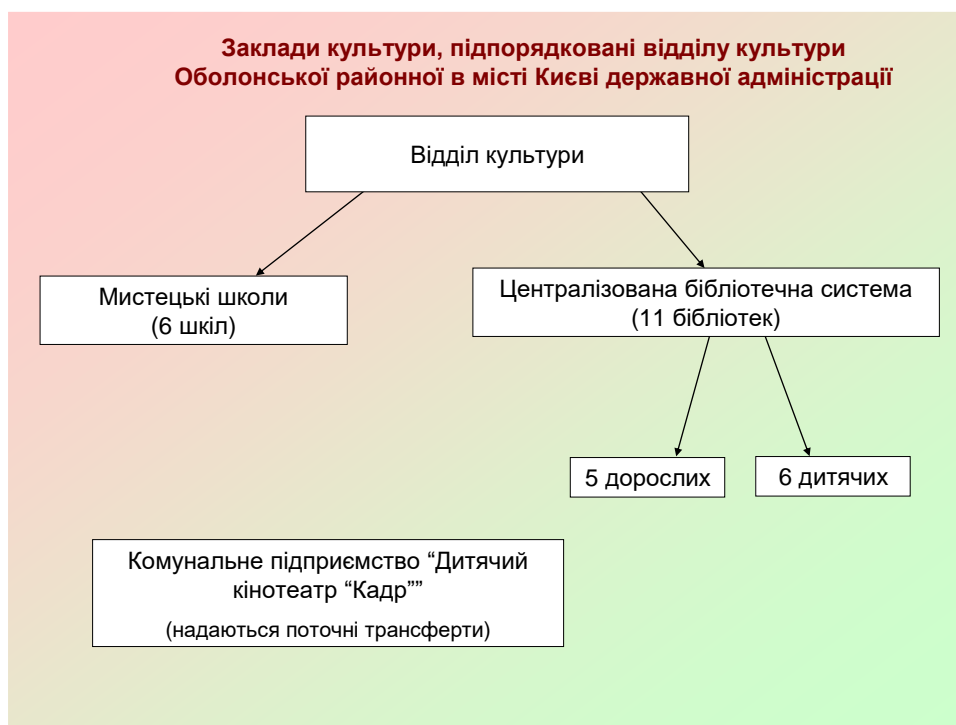 Заклади культури, підпорядковані відділу культури
Оболонської районної в місті Києві державної адміністрації
Відділ культури
Мистецькі школи
(6 шкіл)
Централізована бібліотечна система
(11 бібліотек)
5 дорослих
6 дитячих
Комунальне підприємство “Дитячий
кінотеатр “Кадр””
(надаються поточні трансферти)